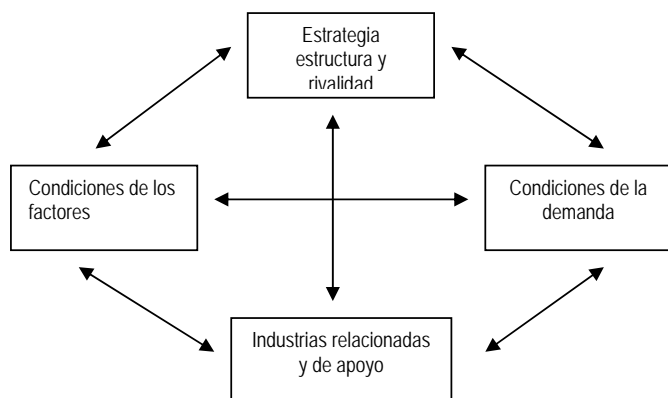 Estrategia
estructura y
rivalidad
Condiciones de los
factores
Condiciones de la
demanda
Industrias relacionadas
y de apoyo